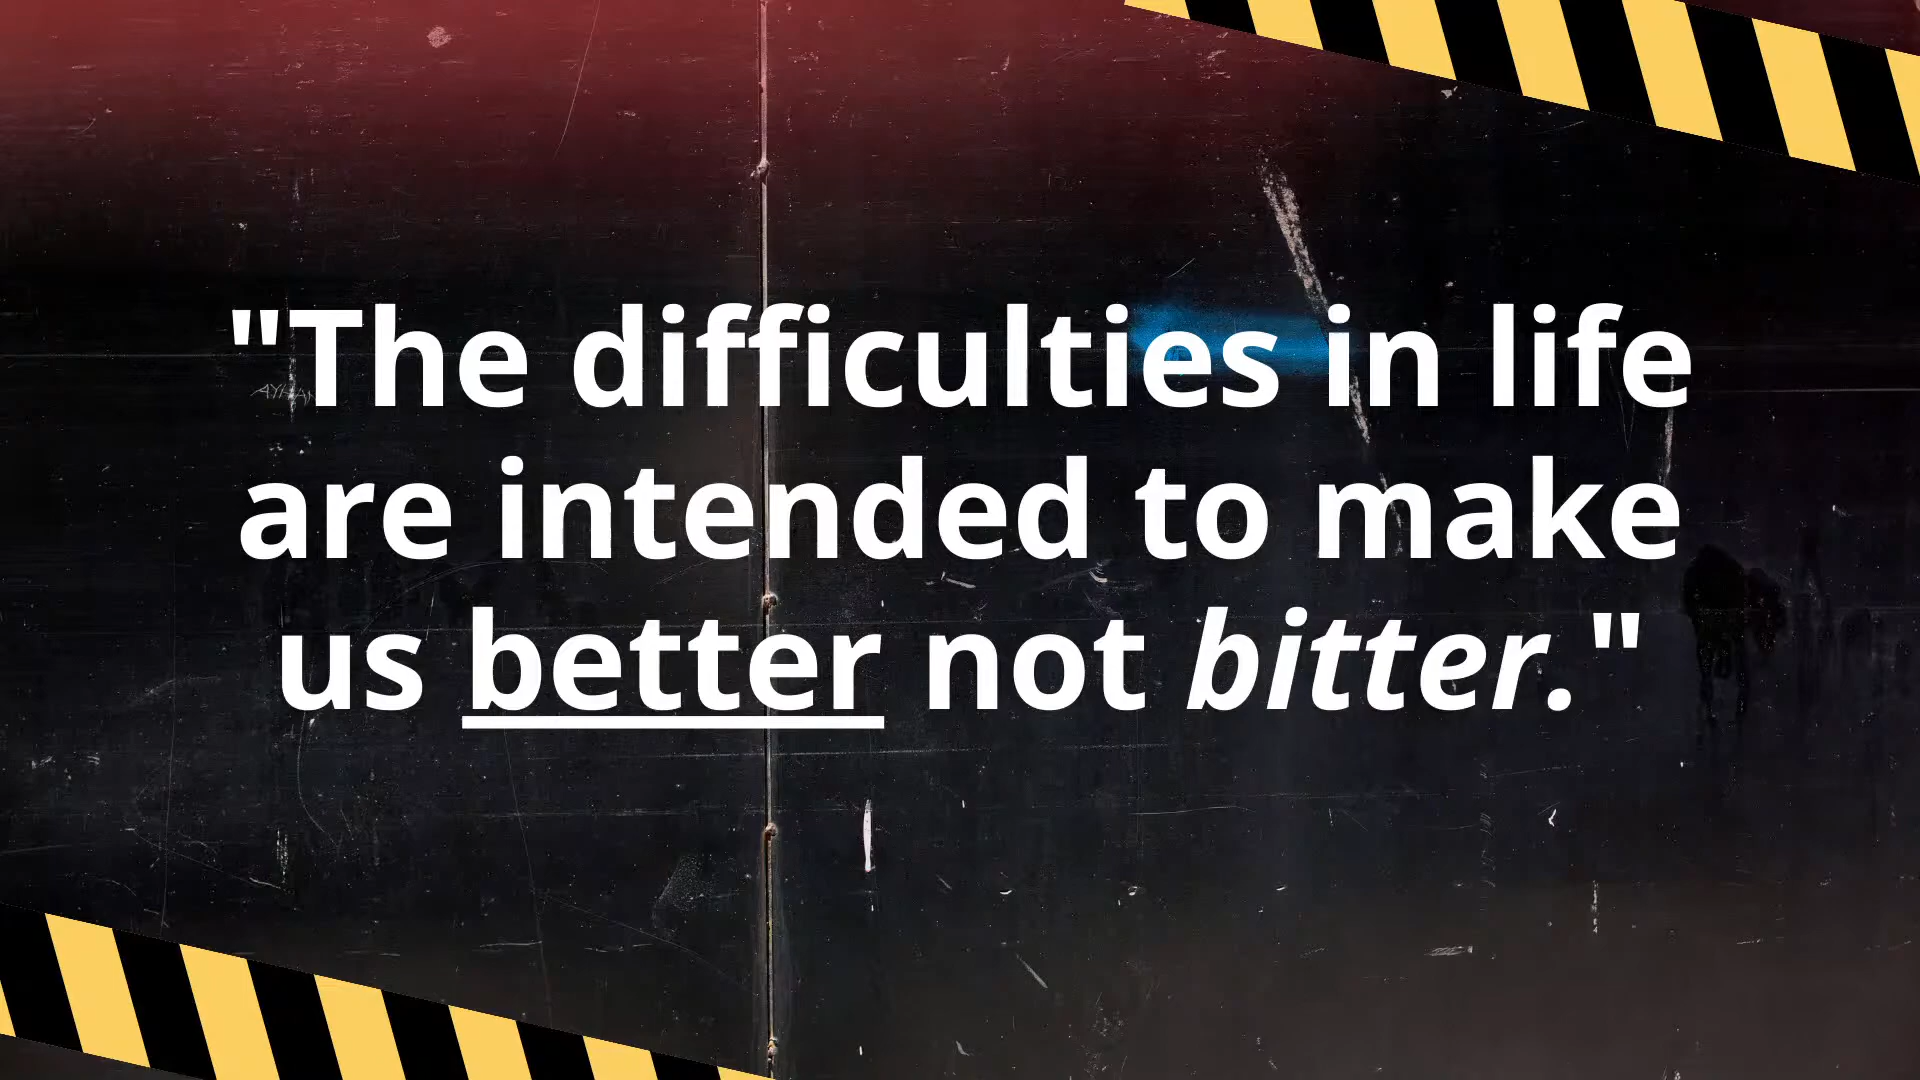 "The difficulties in life
are intended to make
us better not bitter."